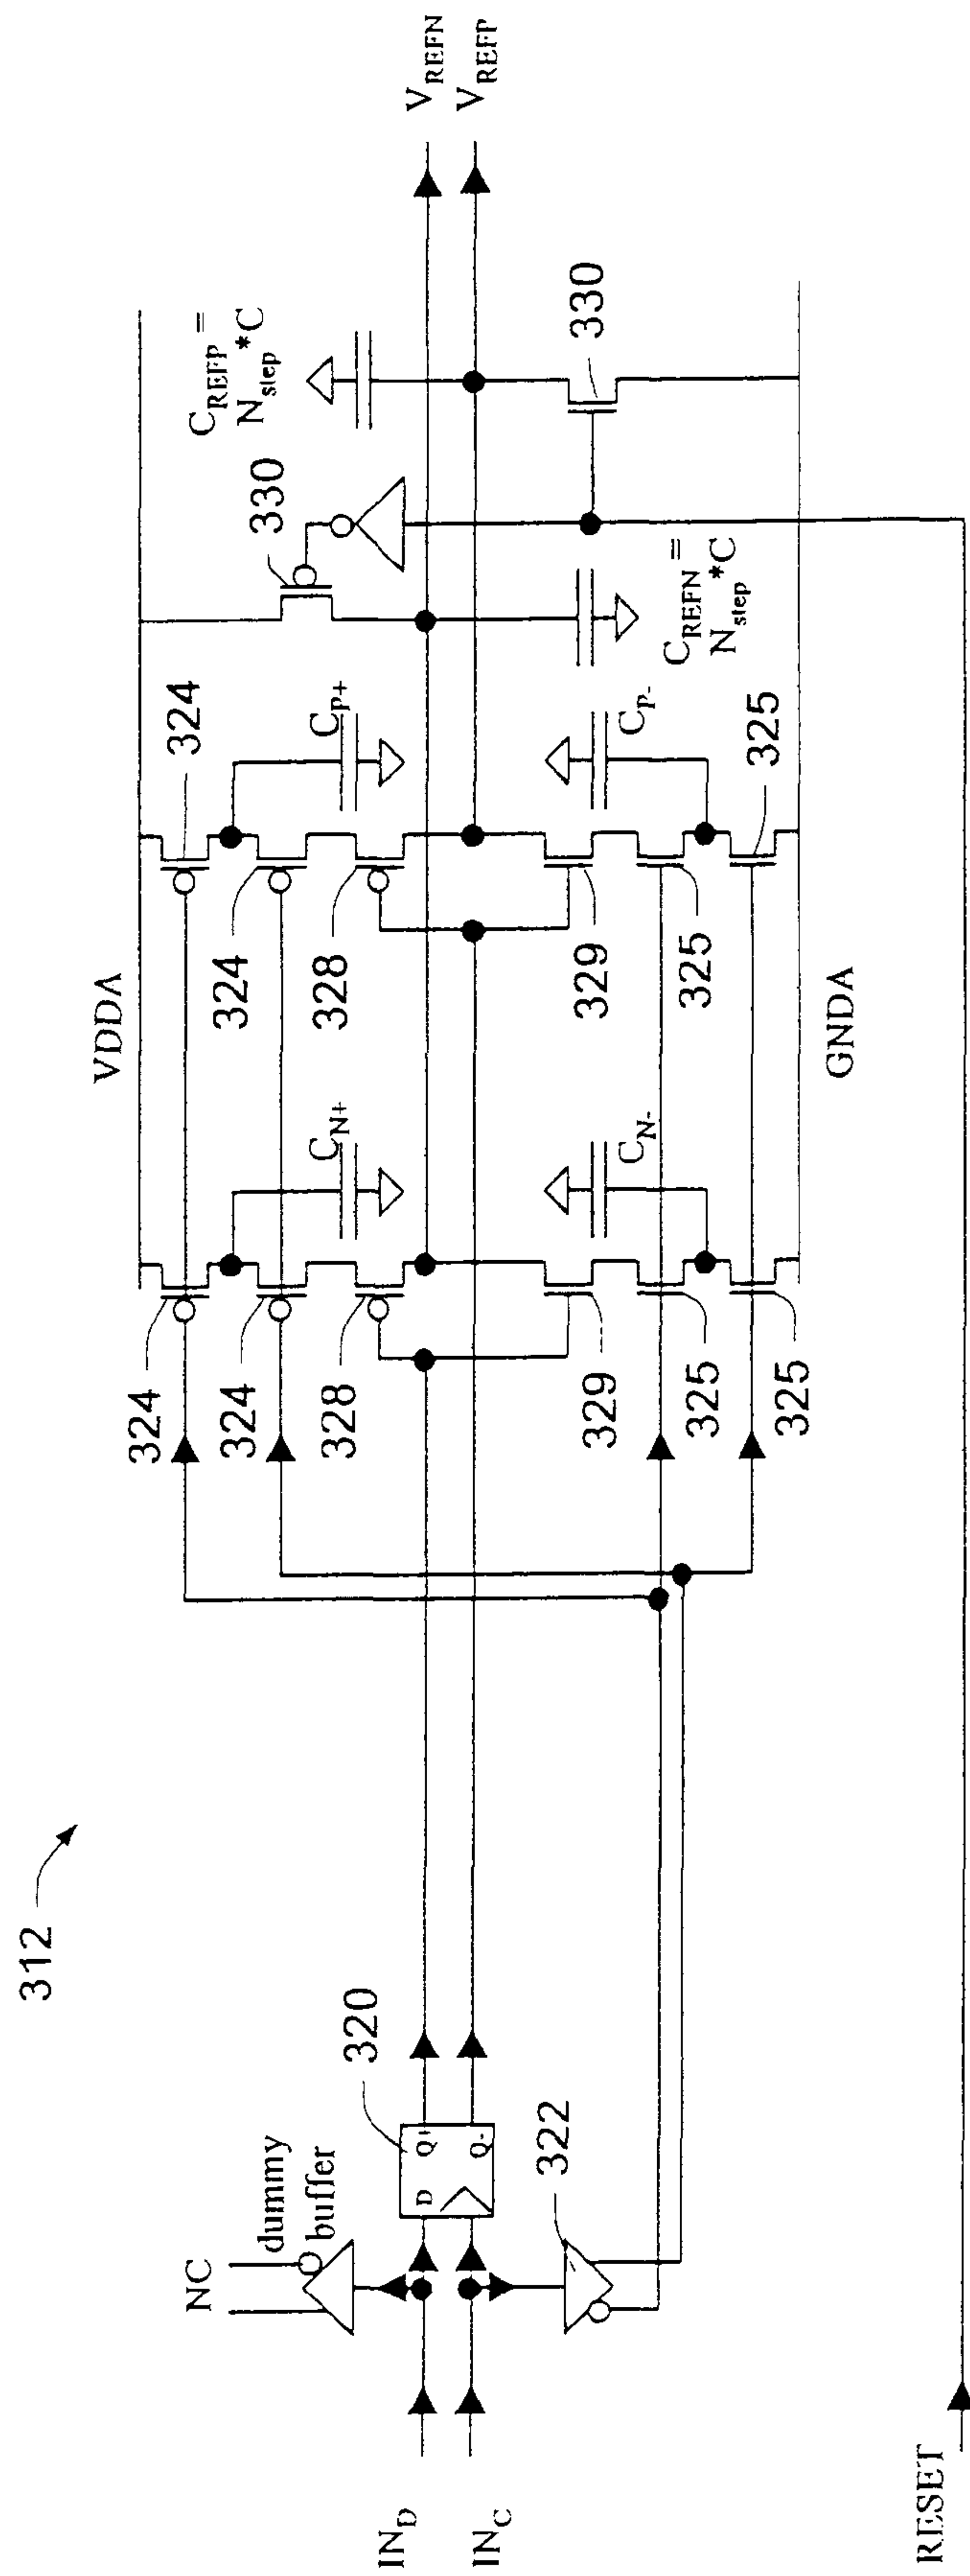 312
VDDA
324
324
324
324
328
328
C_N+
C_P+
330
C_REFP =
N_step*C
V_REFN
V_REFP
NC
dummy
buffer
320
D
Q+
Q-
IN_D
IN_C
322
329
329
325
325
325
325
C_N-
C_P-
C_REFN =
N_step*C
330
GNDA
RESET